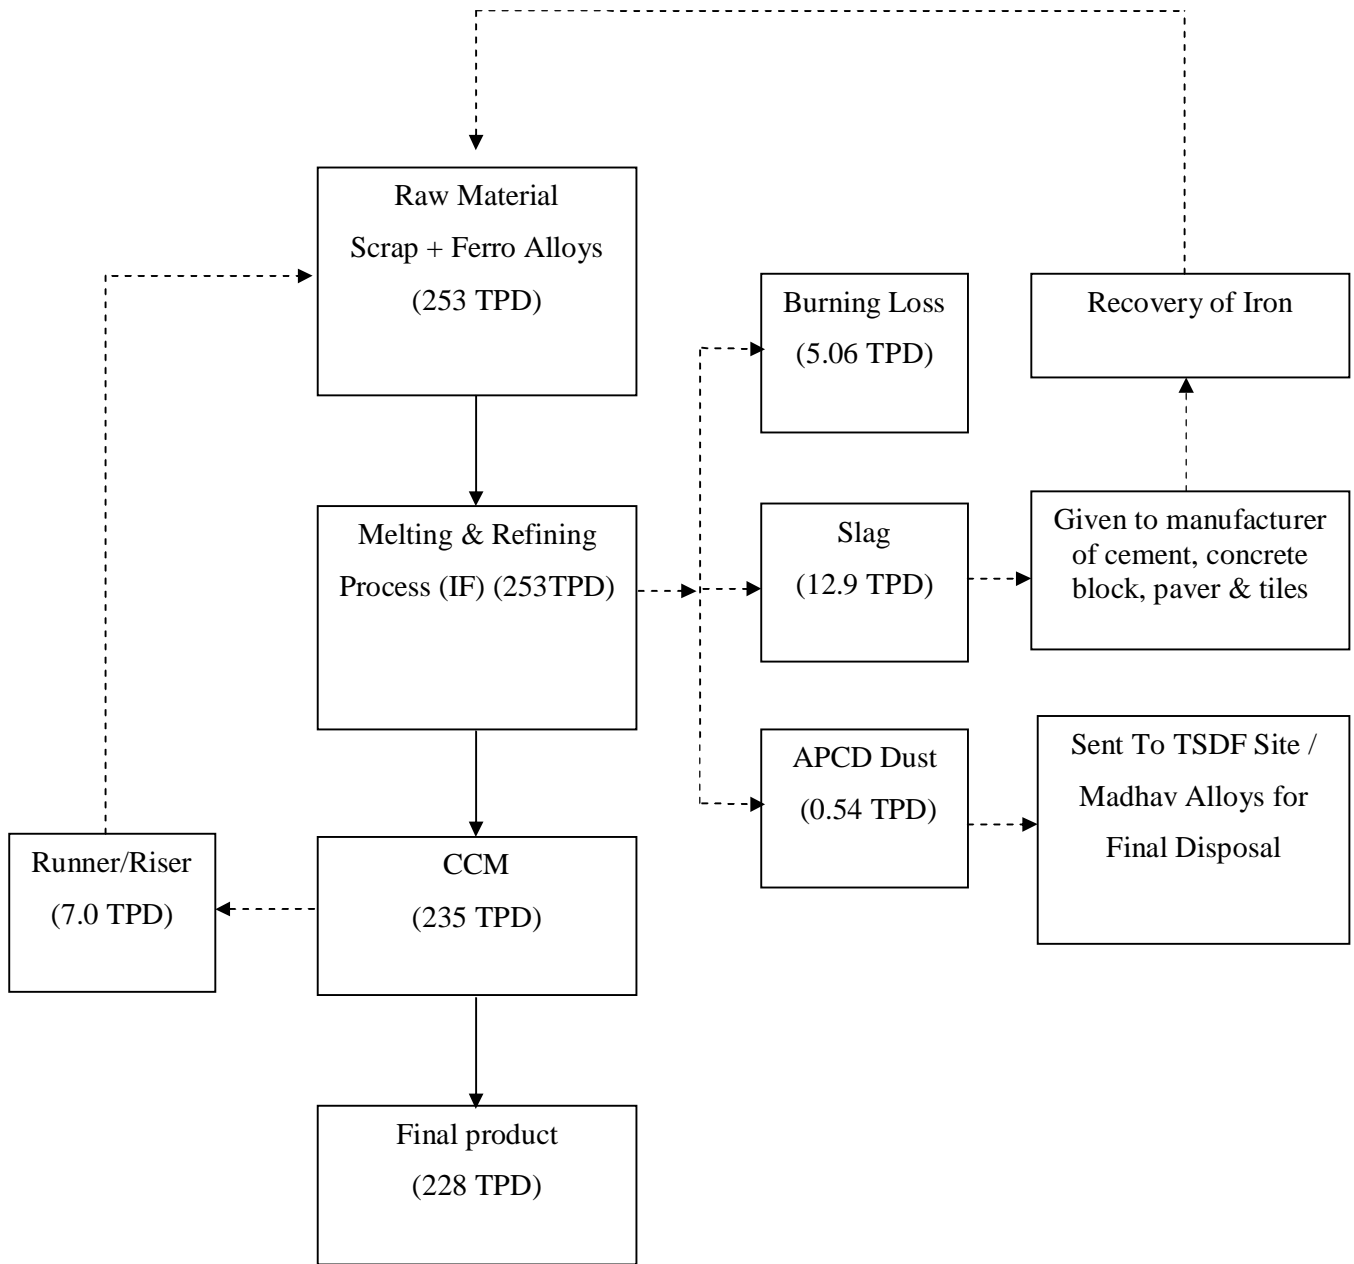 Raw Material
Scrap + Ferro Alloys
(253 TPD)
Burning Loss
(5.06 TPD)
Recovery of Iron
Melting & Refining
Process (IF) (253TPD)
Slag
(12.9 TPD)
Given to manufacturer
of cement, concrete
block, paver & tiles
APCD Dust
(0.54 TPD)
Sent To TSDF Site /
Madhav Alloys for
Final Disposal
Runner/Riser
(7.0 TPD)
CCM
(235 TPD)
Final product
(228 TPD)